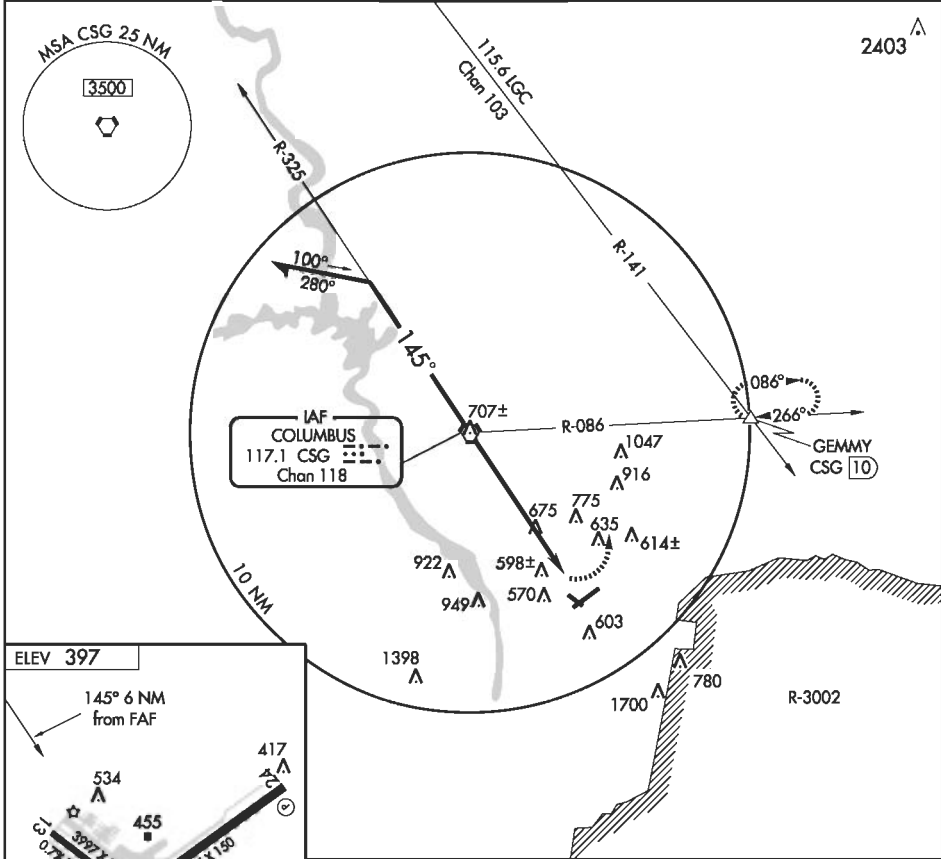 MSA CSG 25 NM
3500
2403
115.6 LGC
Chan 103
R-325
R-141
100°
280°
145°
086°
266°
707±
R-086
GEMMY
CSG 10
IAF
COLUMBUS
117.1 CSG
Chan 118
1047
916
675
775
635
614±
922
598±
949
570
603
10 NM
1398
780
1700
R-3002
ELEV 397
145° 6 NM
from FAF
417
534
24
P
455
13
3997 X
X 150